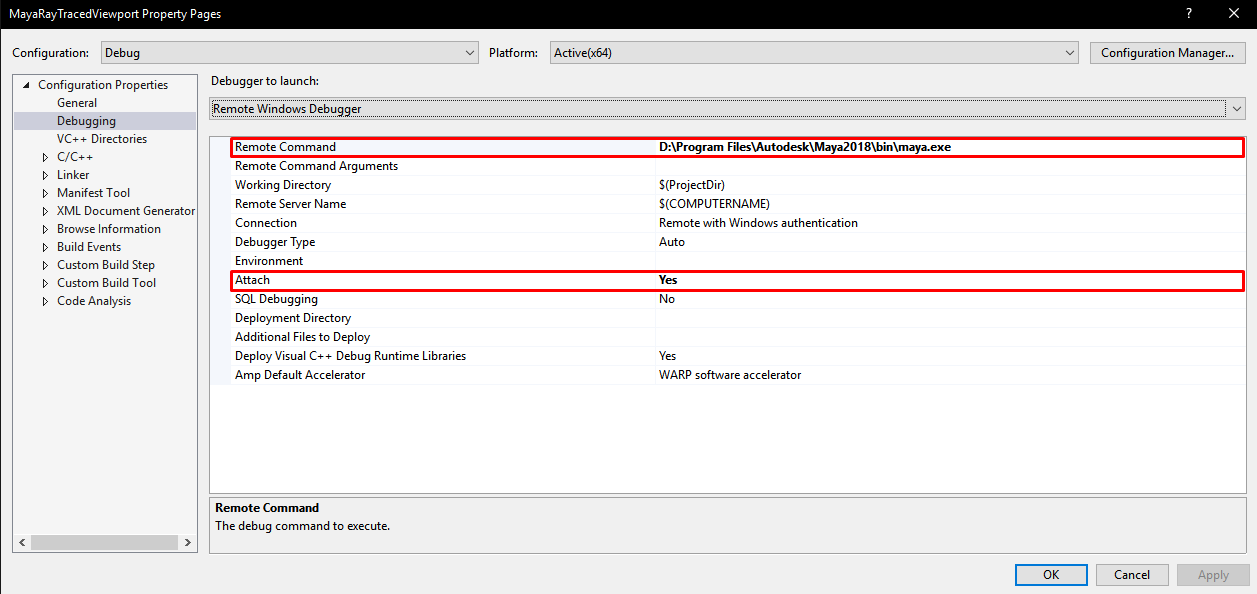 MayaRayTracedViewport Property Pages ?
Configuration: Debug Platform: Active(x64) Configuration Manager...
Configuration Properties
General
Debugging
VC++ Directories
C/C++
Linker
Manifest Tool
XML Document Generator
Browse Information
Build Events
Custom Build Step
Custom Build Tool
Code Analysis
Debugger to launch:
Remote Windows Debugger
Remote Command D:\Program Files\Autodesk\Maya2018\bin\maya.exe
Remote Command Arguments
Working Directory $(ProjectDir)
Remote Server Name $(COMPUTERNAME)
Connection Remote with Windows authentication
Debugger Type Auto
Environment
Attach Yes
SQL Debugging No
Deployment Directory
Additional Files to Deploy
Deploy Visual C++ Debug Runtime Libraries Yes
Amp Default Accelerator WARP software accelerator
Remote Command
The debug command to execute.
OK Cancel Apply